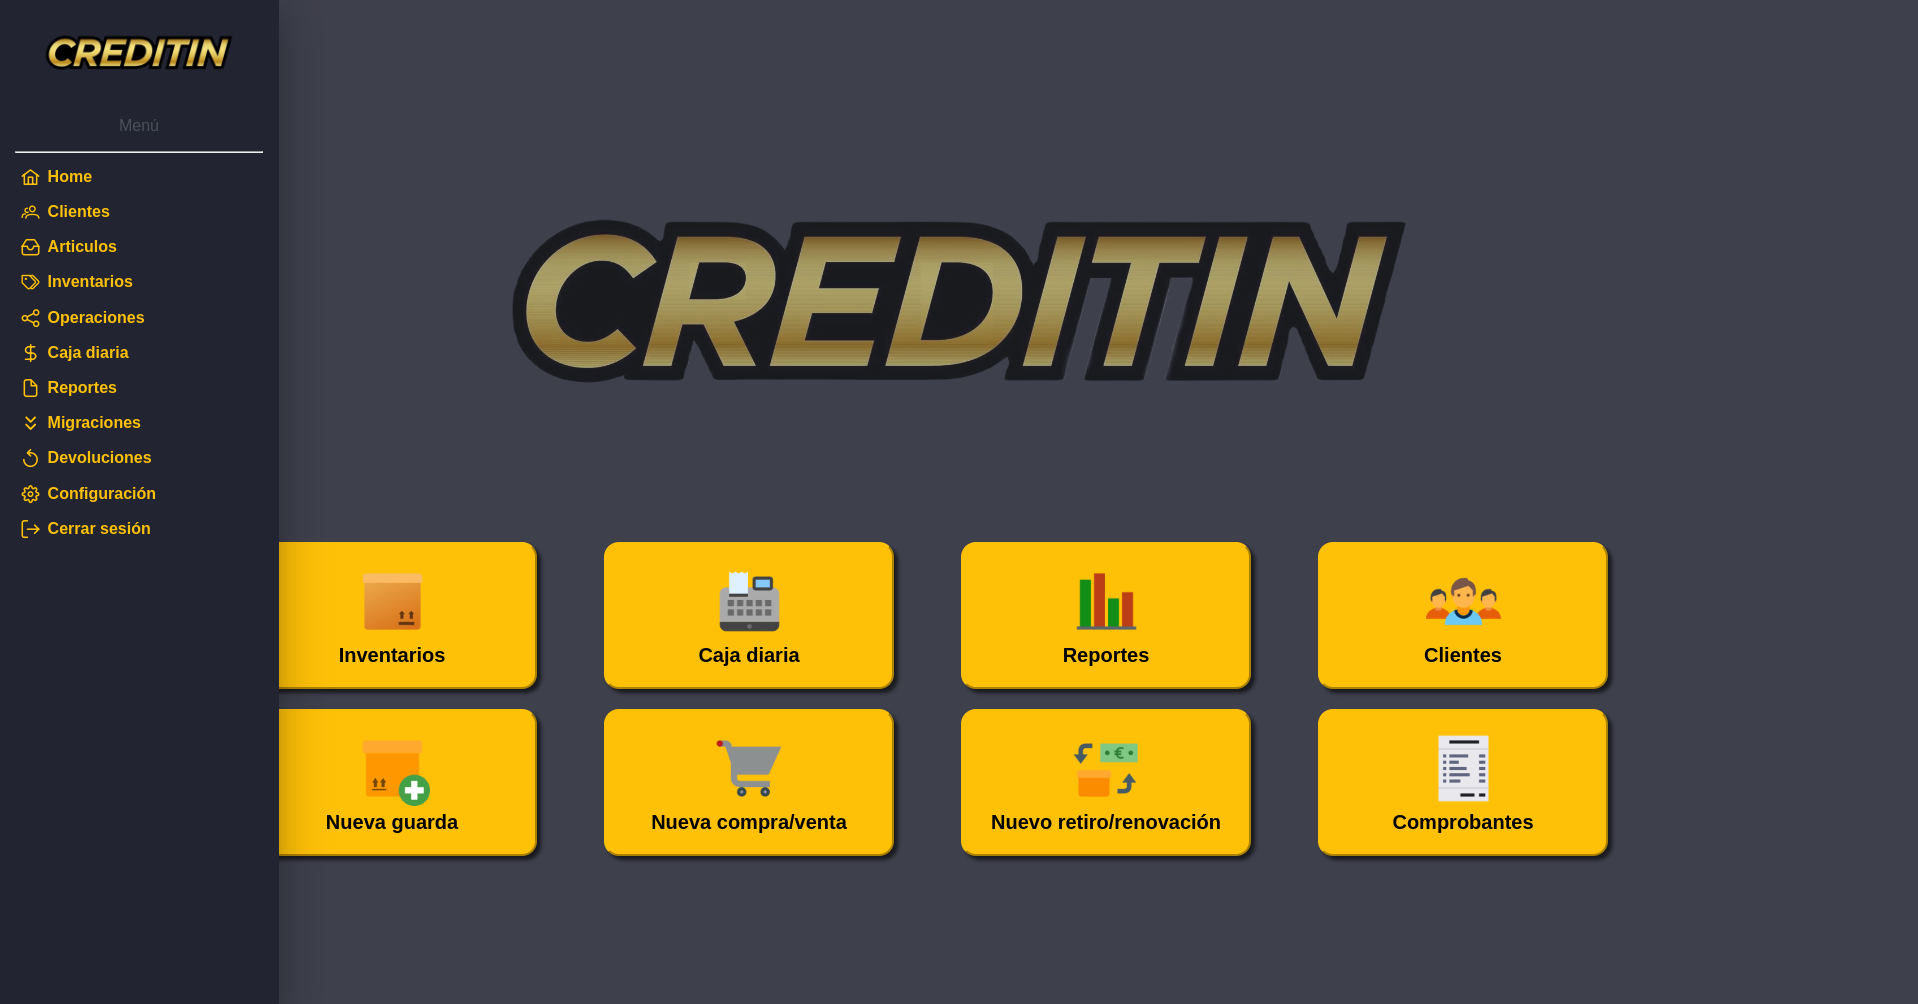 CREDITIN
Menú
Home
Clientes
Articulos
Inventarios
Operaciones
Caja diaria
Reportes
Migraciones
Devoluciones
Configuración
Cerrar sesión
CREDITIN
Inventarios
Caja diaria
Reportes
Clientes
Nueva guarda
Nueva compra/venta
Nuevo retiro/renovación
Comprobantes